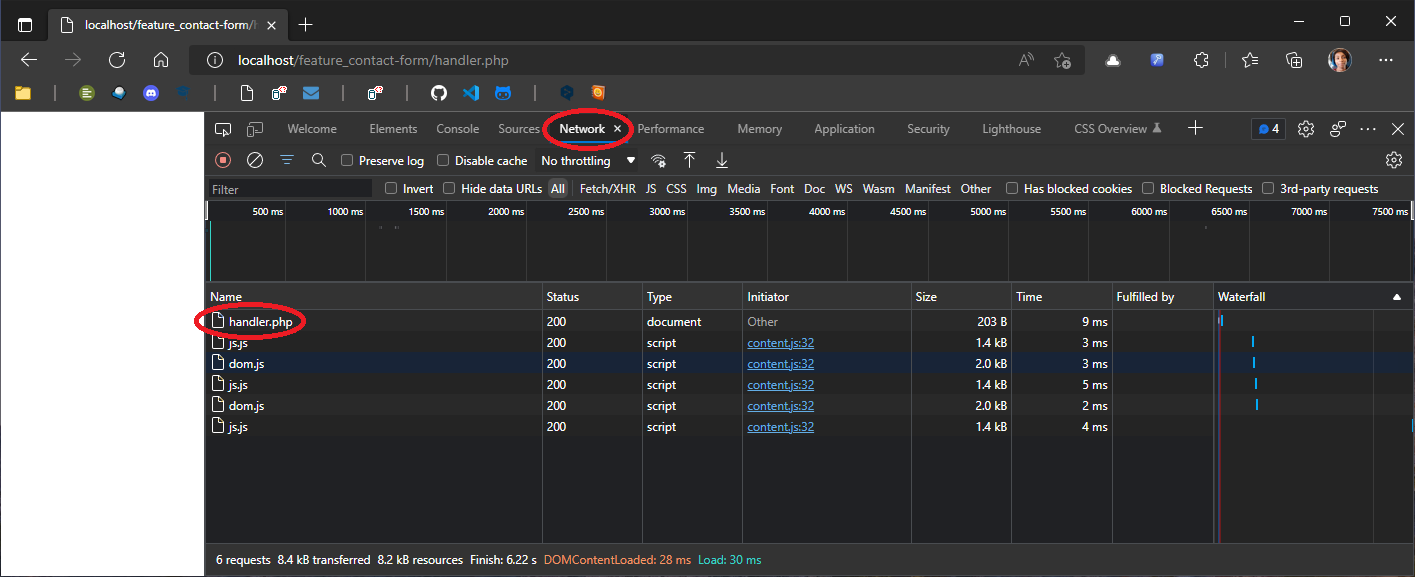 localhost/feature_contact-form/h
localhost/feature_contact-form/handler.php
Welcome Elements Console Sources Network Performance Memory Application Security Lighthouse CSS Overview 4
Preserve log Disable cache No throttling
Filter Invert Hide data URLs All Fetch/XHR JS CSS Img Media Font Doc WS Wasm Manifest Other Has blocked cookies Blocked Requests 3rd-party requests
500 ms 1000 ms 1500 ms 2000 ms 2500 ms 3000 ms 3500 ms 4000 ms 4500 ms 5000 ms 5500 ms 6000 ms 6500 ms 7000 ms 7500 ms
Name Status Type Initiator Size Time Fulfilled by Waterfall
handler.php 200 document Other 203 B 9 ms
js.js 200 script content.js:32 1.4 kB 3 ms
dom.js 200 script content.js:32 2.0 kB 3 ms
js.js 200 script content.js:32 1.4 kB 5 ms
dom.js 200 script content.js:32 2.0 kB 2 ms
js.js 200 script content.js:32 1.4 kB 4 ms
6 requests 8.4 kB transferred 8.2 kB resources Finish: 6.22 s DOMContentLoaded: 28 ms Load: 30 ms